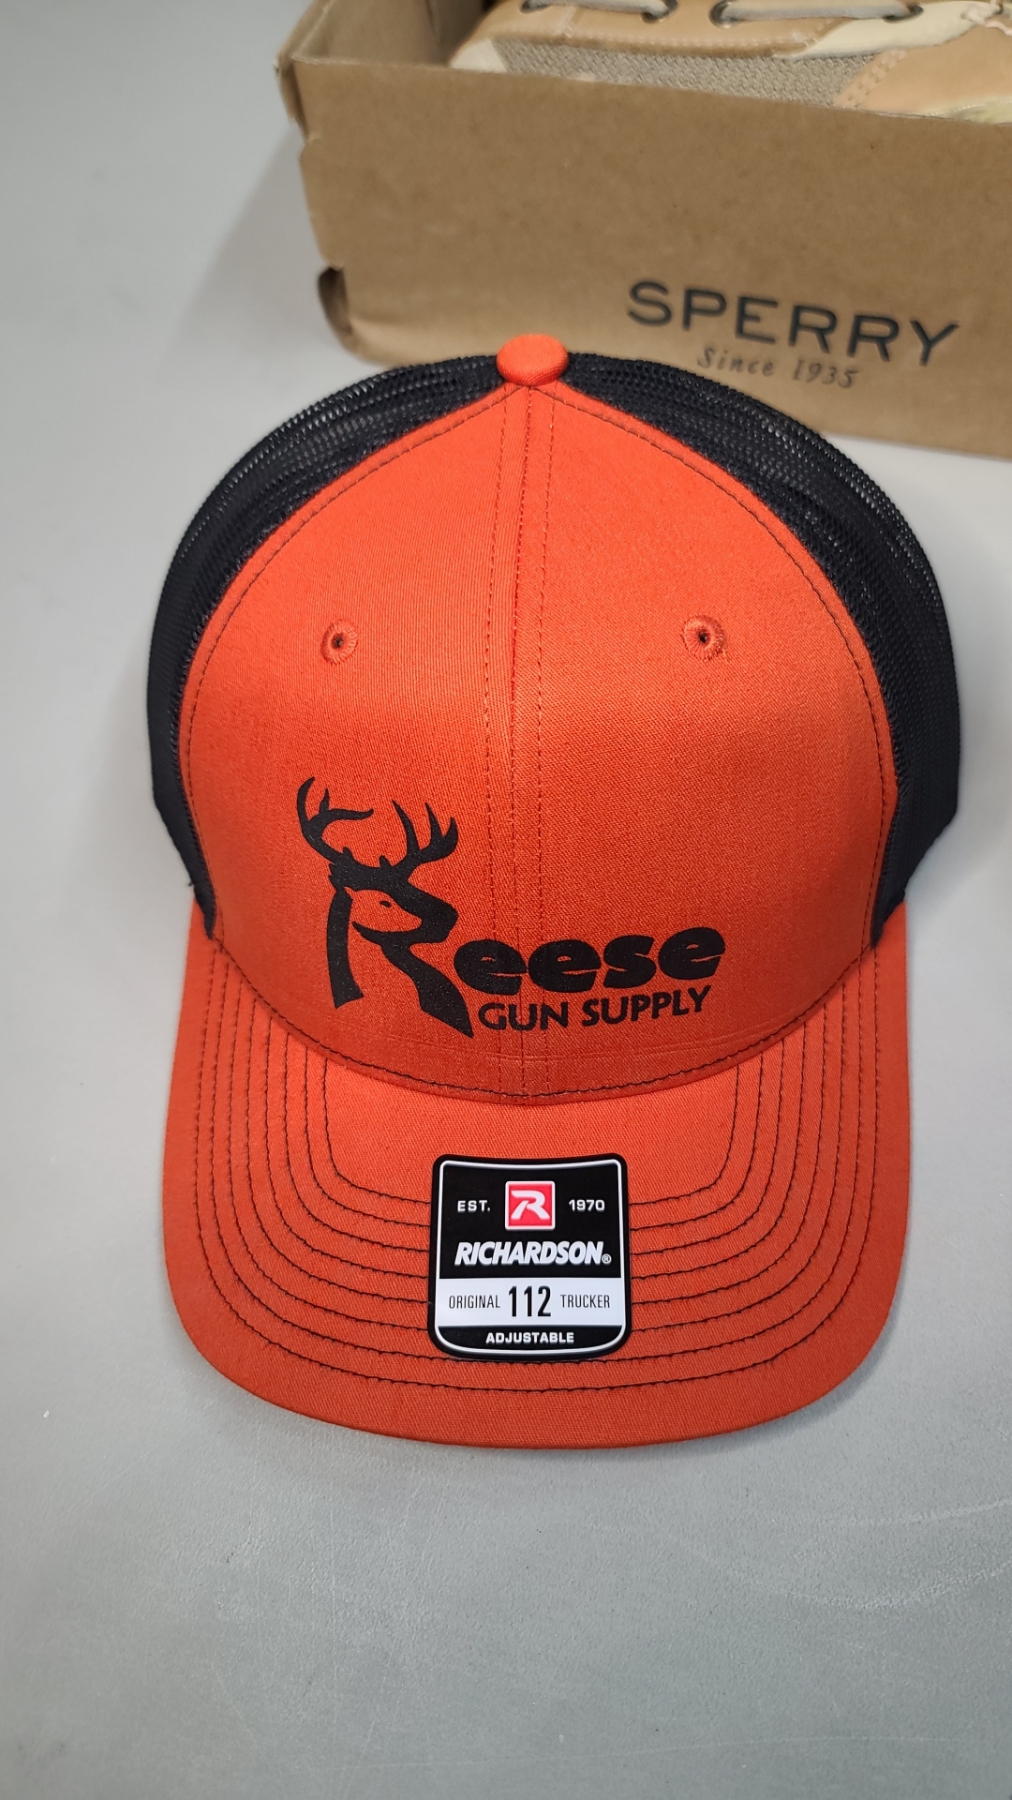 SPERRY
Since 1935
Reese
GUN SUPPLY
EST. R 1970
RICHARDSON®
ORIGINAL 112 TRUCKER
ADJUSTABLE